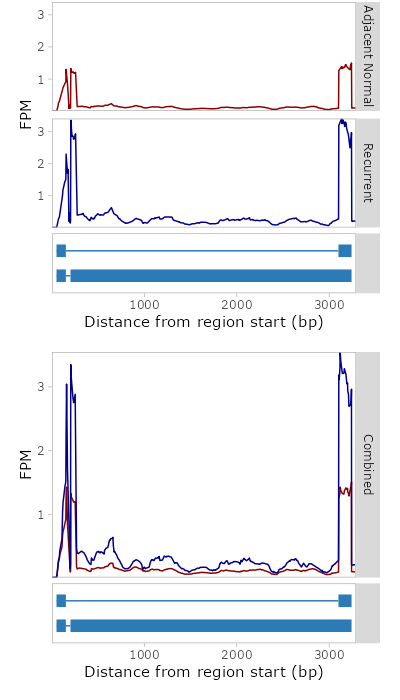 3
2
1
Adjacent Normal
FPM
3
2
1
Recurrent
1000 2000 3000
Distance from region start (bp)
3
2
1
FPM
Combined
1000 2000 3000
Distance from region start (bp)